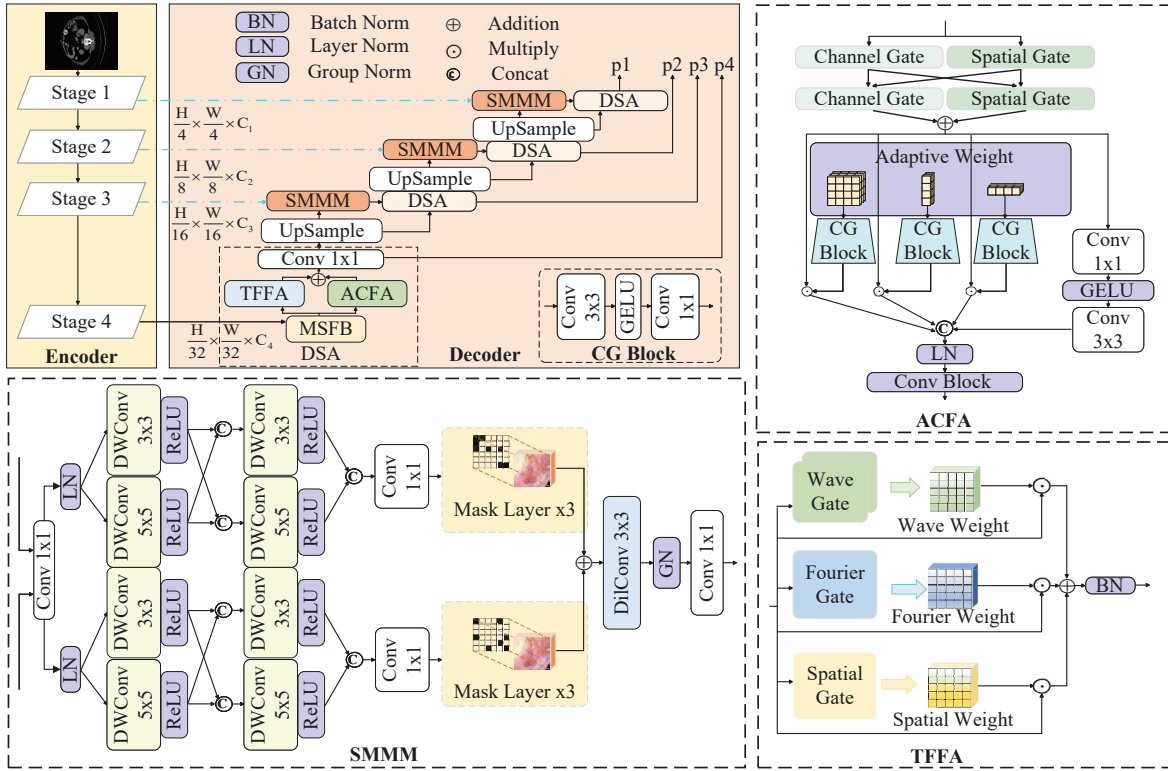 Stage 1
Stage 2
Stage 3
Stage 4
Encoder
BN Batch Norm
LN Layer Norm
GN Group Norm
⊕ Addition
⊙ Multiply
© Concat
p1 p2 p3 p4
SMMM DSA
UpSample
H/4 × W/4 × C₁
SMMM DSA
UpSample
H/8 × W/8 × C₂
SMMM DSA
UpSample
H/16 × W/16 × C₃
Conv 1x1
TFFA ACFA
MSFB
DSA
H/32 × W/32 × C₄
Decoder
Conv 3x3
GELU
Conv 1x1
CG Block
Channel Gate Spatial Gate
Channel Gate Spatial Gate
Adaptive Weight
CG Block
CG Block
CG Block
Conv 1x1
GELU
Conv 3x3
©
LN
Conv Block
ACFA
Conv 1x1
LN
LN
DWConv 3x3
ReLU
DWConv 5x5
ReLU
DWConv 3x3
ReLU
DWConv 5x5
ReLU
©
©
©
©
DWConv 3x3
ReLU
DWConv 5x5
ReLU
DWConv 3x3
ReLU
DWConv 5x5
ReLU
©
©
Conv 1x1
Conv 1x1
Mask Layer x3
Mask Layer x3
DilConv 3x3
GN
Conv 1x1
SMMM
Wave Gate
Wave Weight
Fourier Gate
Fourier Weight
Spatial Gate
Spatial Weight
BN
TFFA